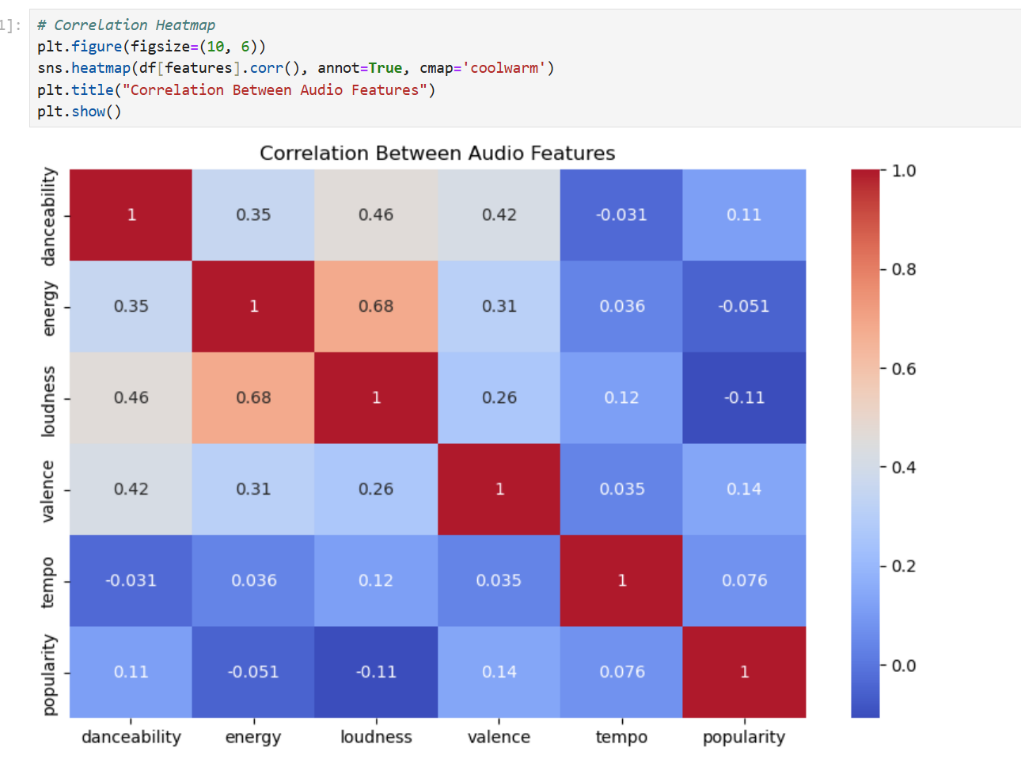 1]:
# Correlation Heatmap
plt.figure(figsize=(10, 6))
sns.heatmap(df[features].corr(), annot=True, cmap='coolwarm')
plt.title("Correlation Between Audio Features")
plt.show()
Correlation Between Audio Features
danceability 1 0.35 0.46 0.42 -0.031 0.11
energy 0.35 1 0.68 0.31 0.036 -0.051
loudness 0.46 0.68 1 0.26 0.12 -0.11
valence 0.42 0.31 0.26 1 0.035 0.14
tempo -0.031 0.036 0.12 0.035 1 0.076
popularity 0.11 -0.051 -0.11 0.14 0.076 1
danceability energy loudness valence tempo popularity
1.0
0.8
0.6
0.4
0.2
0.0